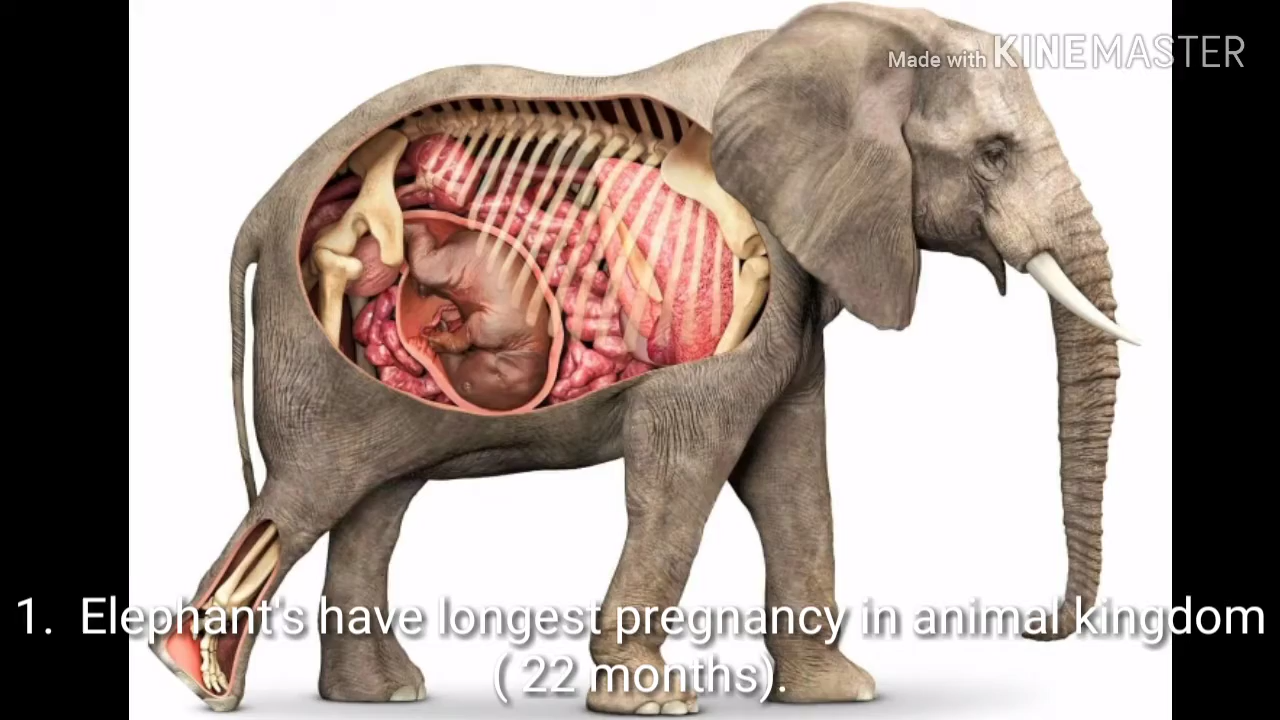 Made with KINEMASTER
1. Elephant's have longest pregnancy in animal kingdom
( 22 months).